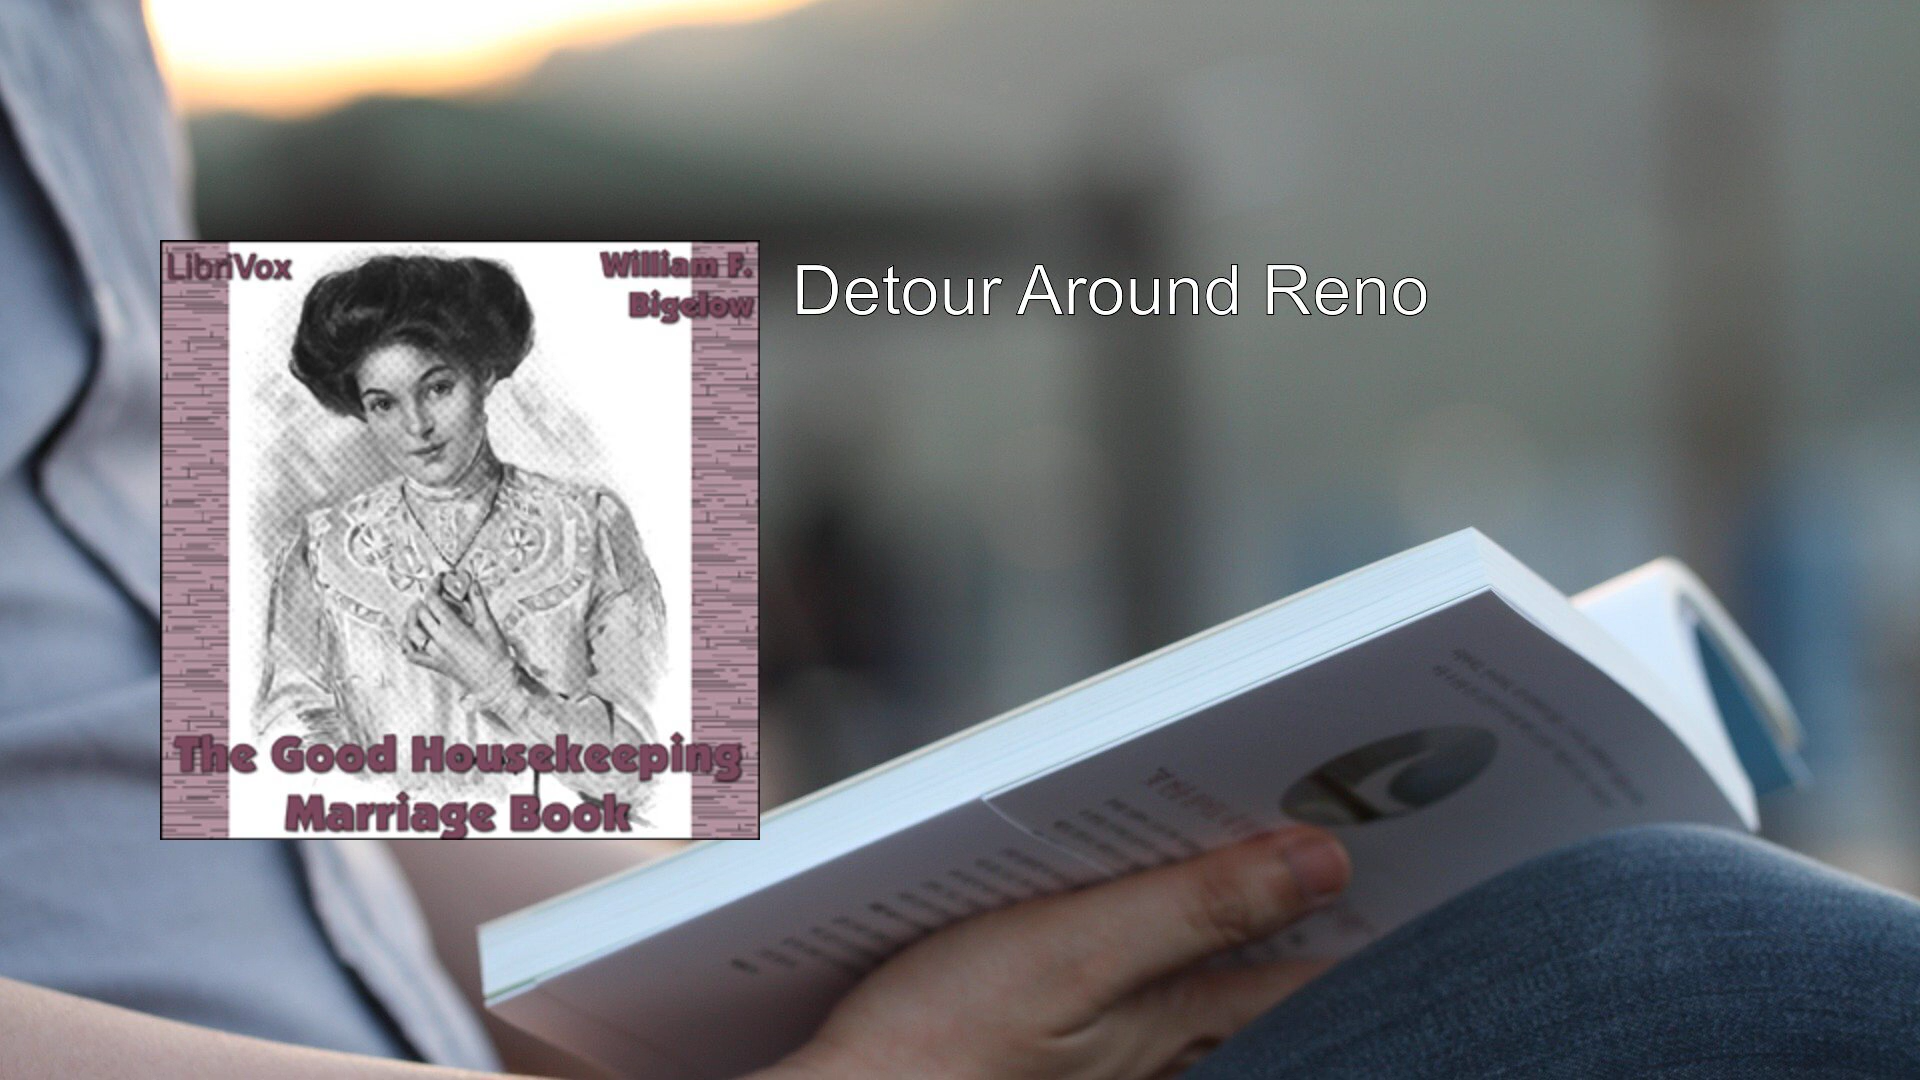 LibriVox
William F.
Bigelow
Detour Around Reno
The Good Housekeeping
Marriage Book